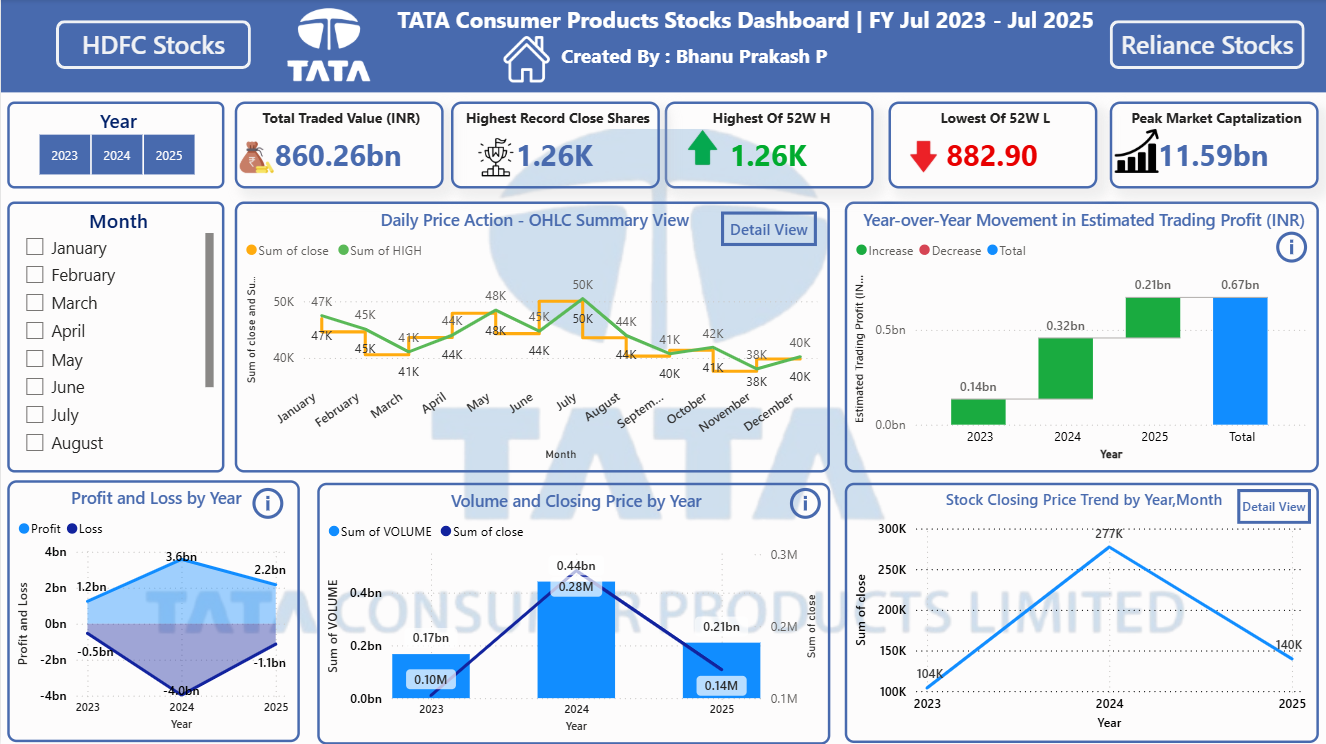 HDFC Stocks
TATA
TATA Consumer Products Stocks Dashboard | FY Jul 2023 - Jul 2025
Created By : Bhanu Prakash P
Reliance Stocks
Year
2023 2024 2025
Total Traded Value (INR)
860.26bn
Highest Record Close Shares
1.26K
Highest Of 52W H
1.26K
Lowest Of 52W L
882.90
Peak Market Captalization
11.59bn
Month
January
February
March
April
May
June
July
August
Daily Price Action - OHLC Summary View
Detail View
Sum of close Sum of HIGH
Sum of close and Su...
50K
40K
47K 45K 41K 44K 48K 45K 50K 44K 41K 42K 38K 40K
47K 45K 41K 44K 48K 44K 50K 44K 40K 41K 38K 40K
January February March April May June July August Septem... October November December
Month
Year-over-Year Movement in Estimated Trading Profit (INR)
i
Increase Decrease Total
Estimated Trading Profit (IN...
0.5bn
0.0bn
0.14bn
0.32bn
0.21bn
0.67bn
2023 2024 2025 Total
Year
TATA
TATA CONSUMER PRODUCTS LIMITED
Profit and Loss by Year
i
Profit Loss
Profit and Loss
4bn
2bn
0bn
-2bn
-4bn
1.2bn
3.6bn
2.2bn
-0.5bn
-4.0bn
-1.1bn
2023 2024 2025
Year
Volume and Closing Price by Year
i
Sum of VOLUME Sum of close
Sum of VOLUME
0.4bn
0.2bn
0.0bn
0.17bn
0.44bn
0.21bn
0.10M
0.28M
0.14M
0.3M
0.2M
0.1M
Sum of close
2023 2024 2025
Year
Stock Closing Price Trend by Year,Month
Detail View
Sum of close
300K
250K
200K
150K
100K
104K
277K
140K
2023 2024 2025
Year